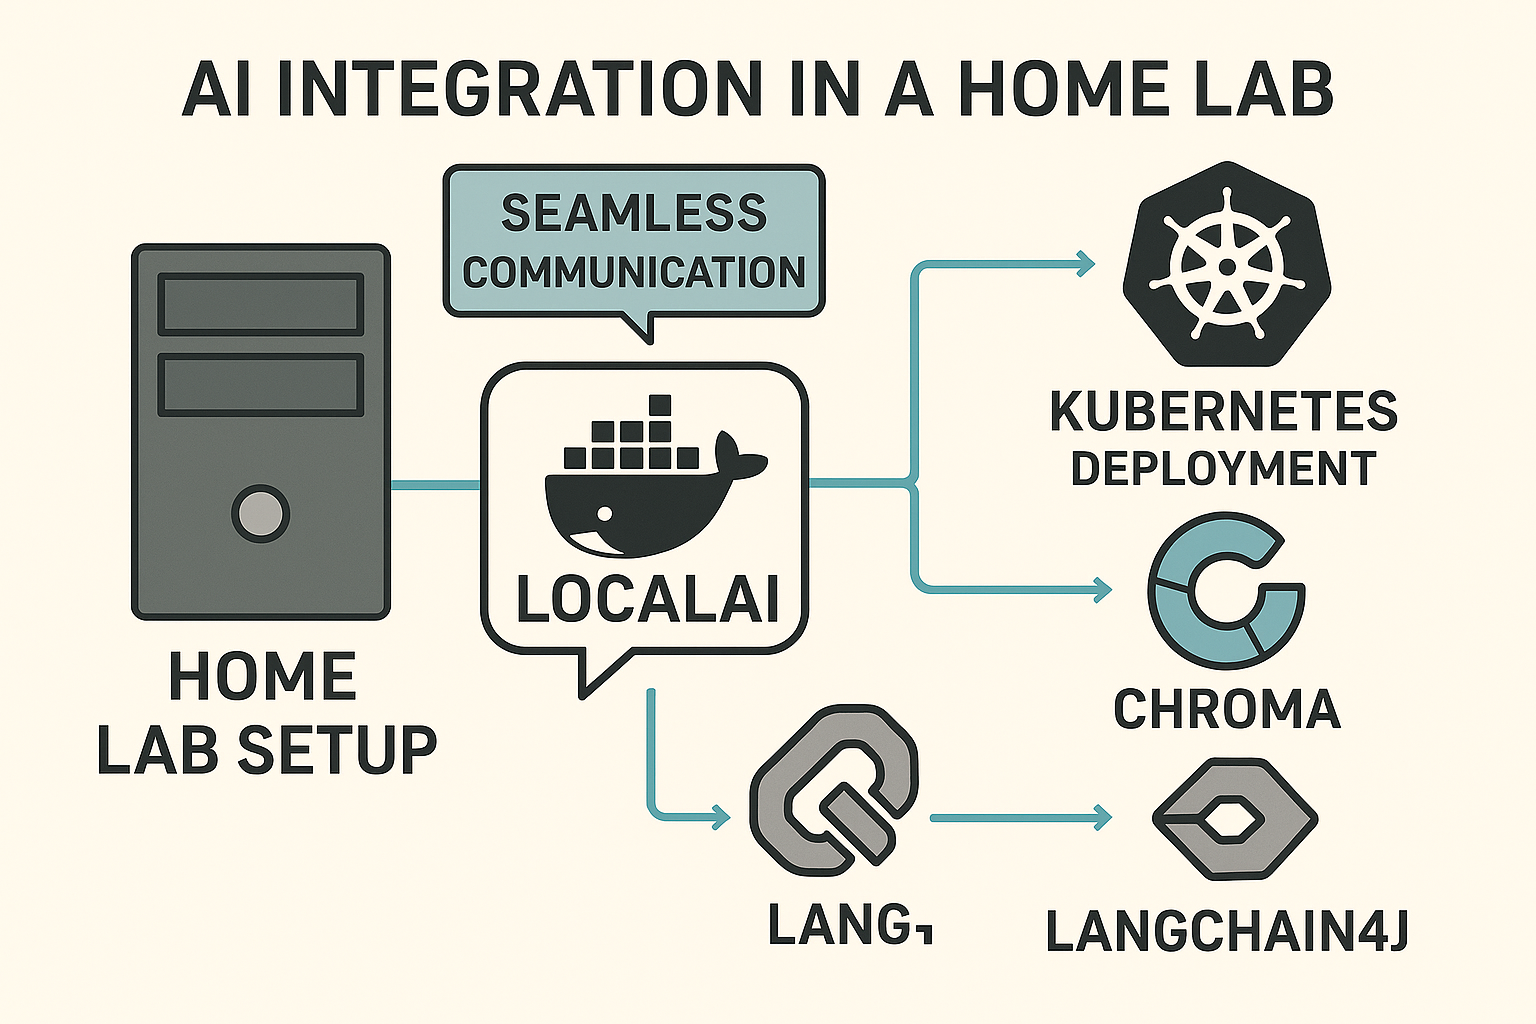 AI INTEGRATION IN A HOME LAB
SEAMLESS
COMMUNICATION
LOCALAI
HOME
LAB SETUP
KUBERNETES
DEPLOYMENT
CHROMA
LANG
LANGCHAIN4J